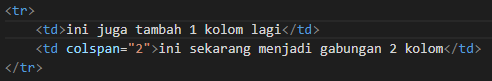 <tr>
<td>ini juga tambah 1 kolom lagi</td>
<td colspan="2">ini sekarang menjadi gabungan 2 kolom</td>
</tr>